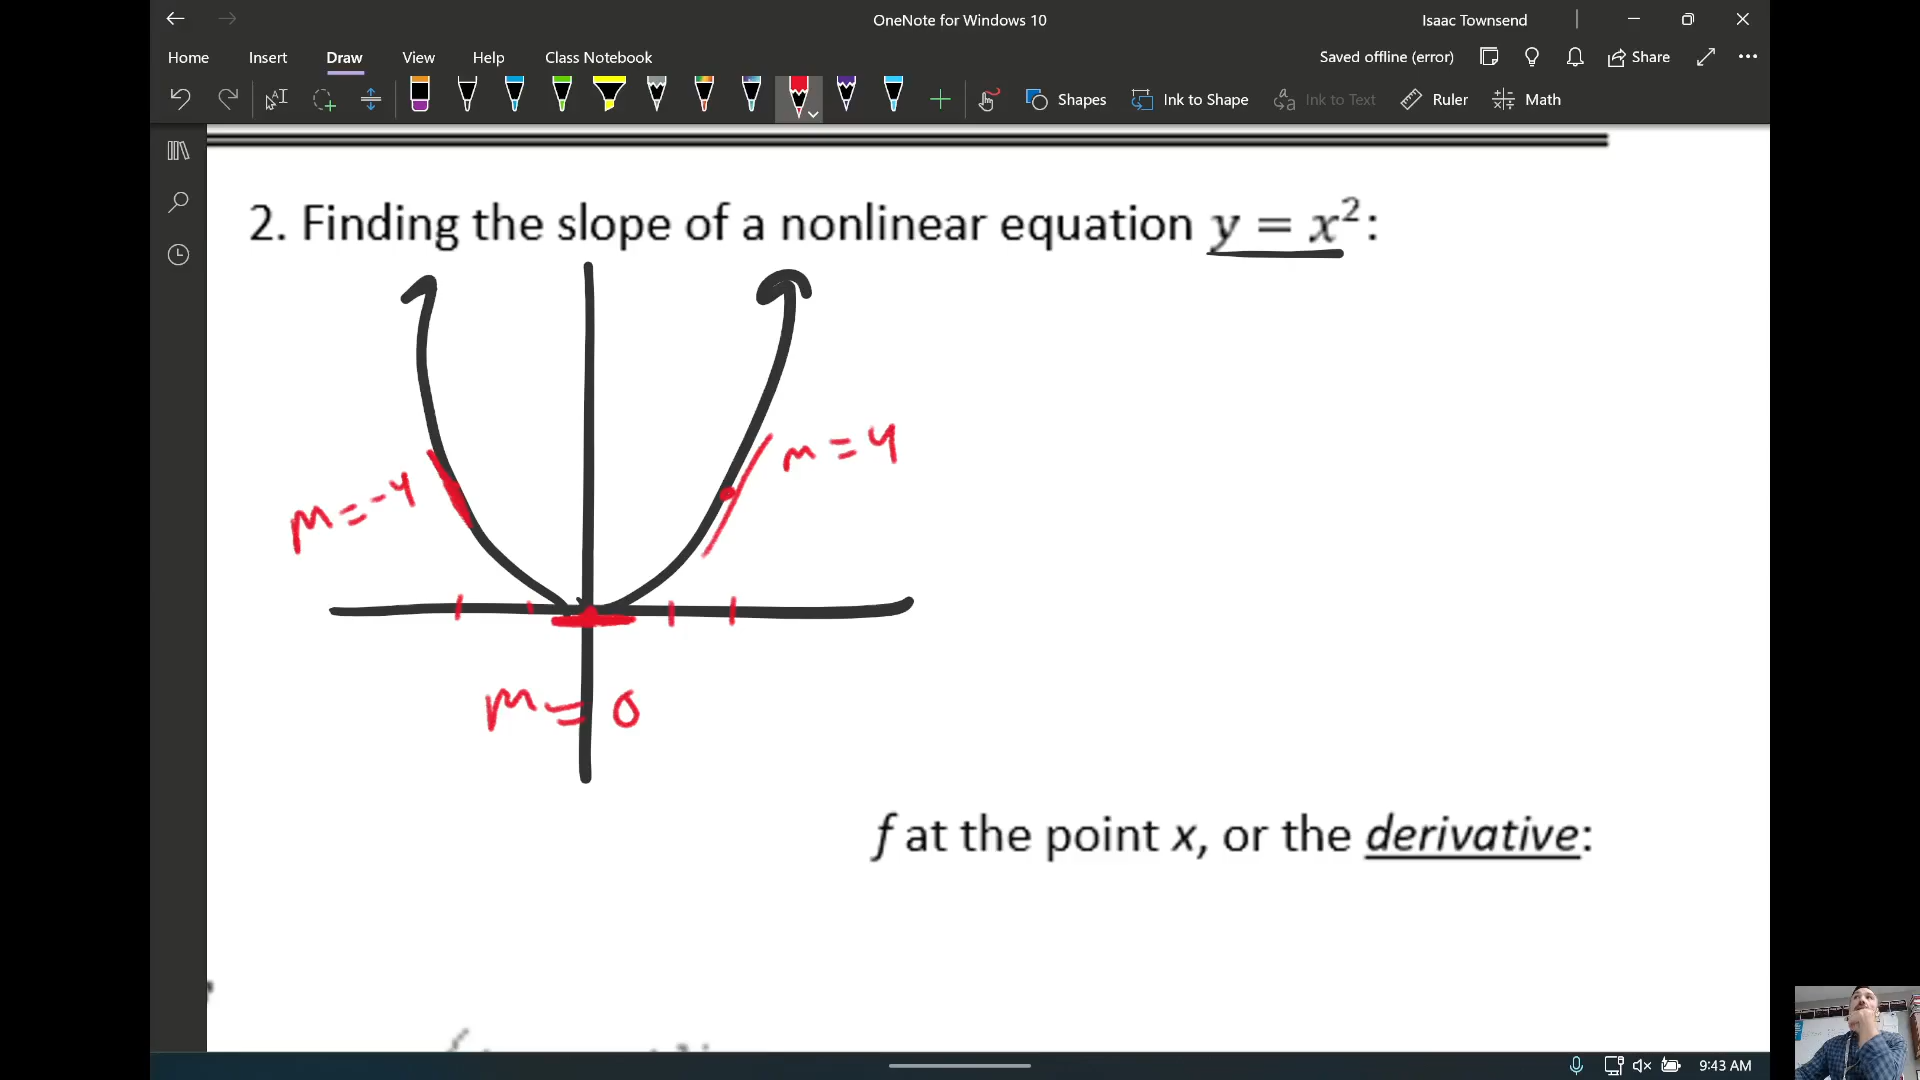 OneNote for Windows 10
Isaac Townsend
Home Insert Draw View Help Class Notebook
Saved offline (error) Share
Shapes Ink to Shape Ink to Text Ruler Math
2. Finding the slope of a nonlinear equation y = x²:
m = 4
m = -4
m = 0
f at the point x, or the derivative:
9:43 AM